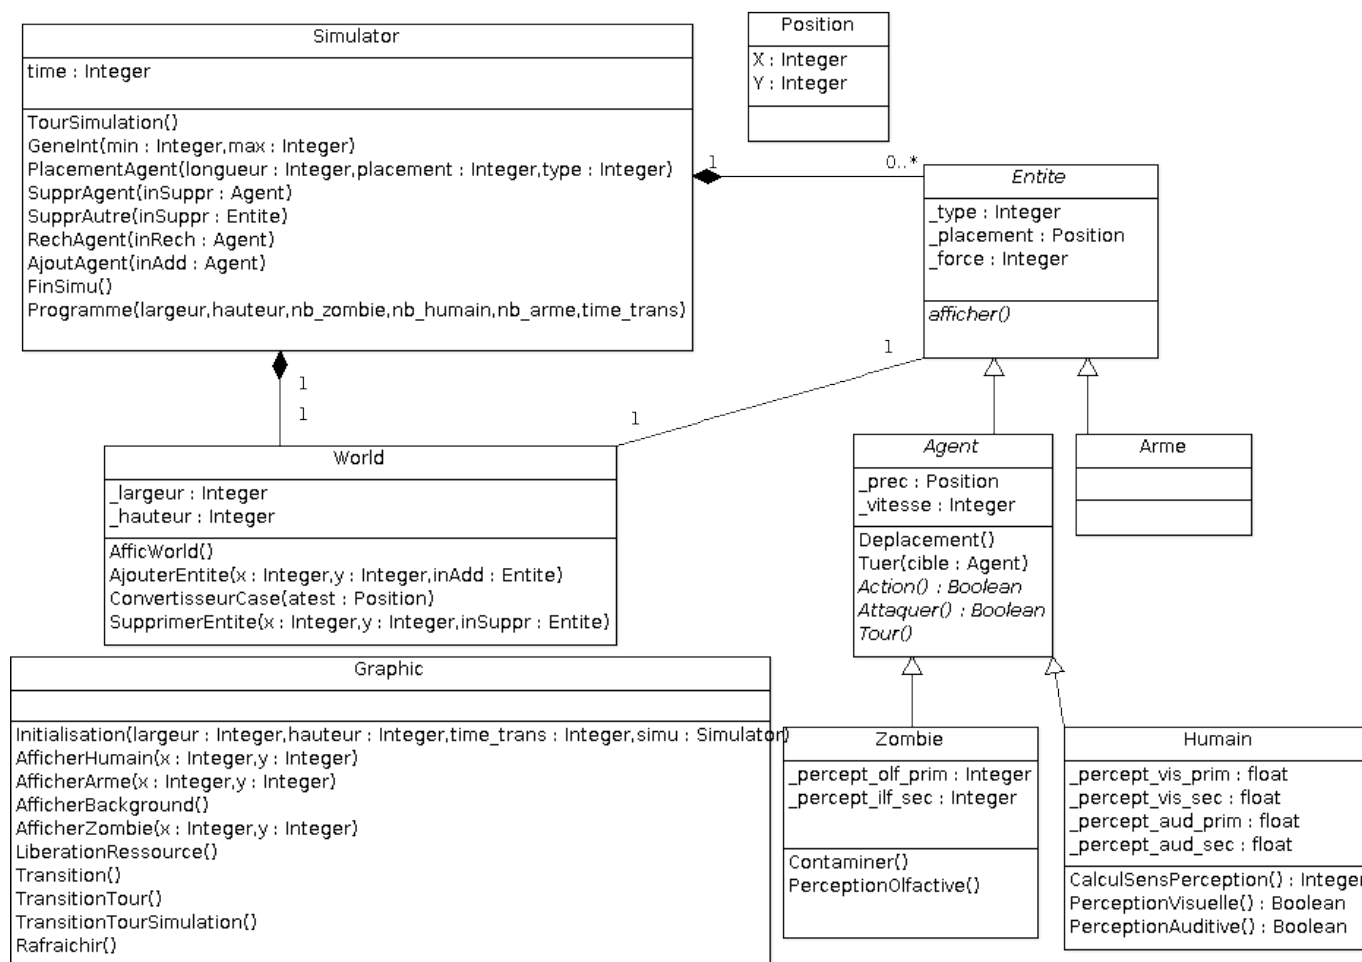 Simulator
time : Integer
TourSimulation()
GeneInt(min : Integer,max : Integer)
PlacementAgent(longueur : Integer,placement : Integer,type : Integer)
SupprAgent(inSuppr : Agent)
SupprAutre(inSuppr : Entite)
RechAgent(inRech : Agent)
AjoutAgent(inAdd : Agent)
FinSimu()
Programme(largeur,hauteur,nb_zombie,nb_humain,nb_arme,time_trans)
Position
X : Integer
Y : Integer
1
0..*
Entite
_type : Integer
_placement : Position
_force : Integer
afficher()
1
1
1
1
World
_largeur : Integer
_hauteur : Integer
AfficWorld()
AjouterEntite(x : Integer,y : Integer,inAdd : Entite)
ConvertisseurCase(atest : Position)
SupprimerEntite(x : Integer,y : Integer,inSuppr : Entite)
Agent
_prec : Position
_vitesse : Integer
Deplacement()
Tuer(cible : Agent)
Action() : Boolean
Attaquer() : Boolean
Tour()
Arme
Graphic
Initialisation(largeur : Integer,hauteur : Integer,time_trans : Integer,simu : Simulator)
AfficherHumain(x : Integer,y : Integer)
AfficherArme(x : Integer,y : Integer)
AfficherBackground()
AfficherZombie(x : Integer,y : Integer)
LiberationRessource()
Transition()
TransitionTour()
TransitionTourSimulation()
Rafraichir()
Zombie
_percept_olf_prim : Integer
_percept_ilf_sec : Integer
Contaminer()
PerceptionOlfactive()
Humain
_percept_vis_prim : float
_percept_vis_sec : float
_percept_aud_prim : float
_percept_aud_sec : float
CalculSensPerception() : Integer
PerceptionVisuelle() : Boolean
PerceptionAuditive() : Boolean